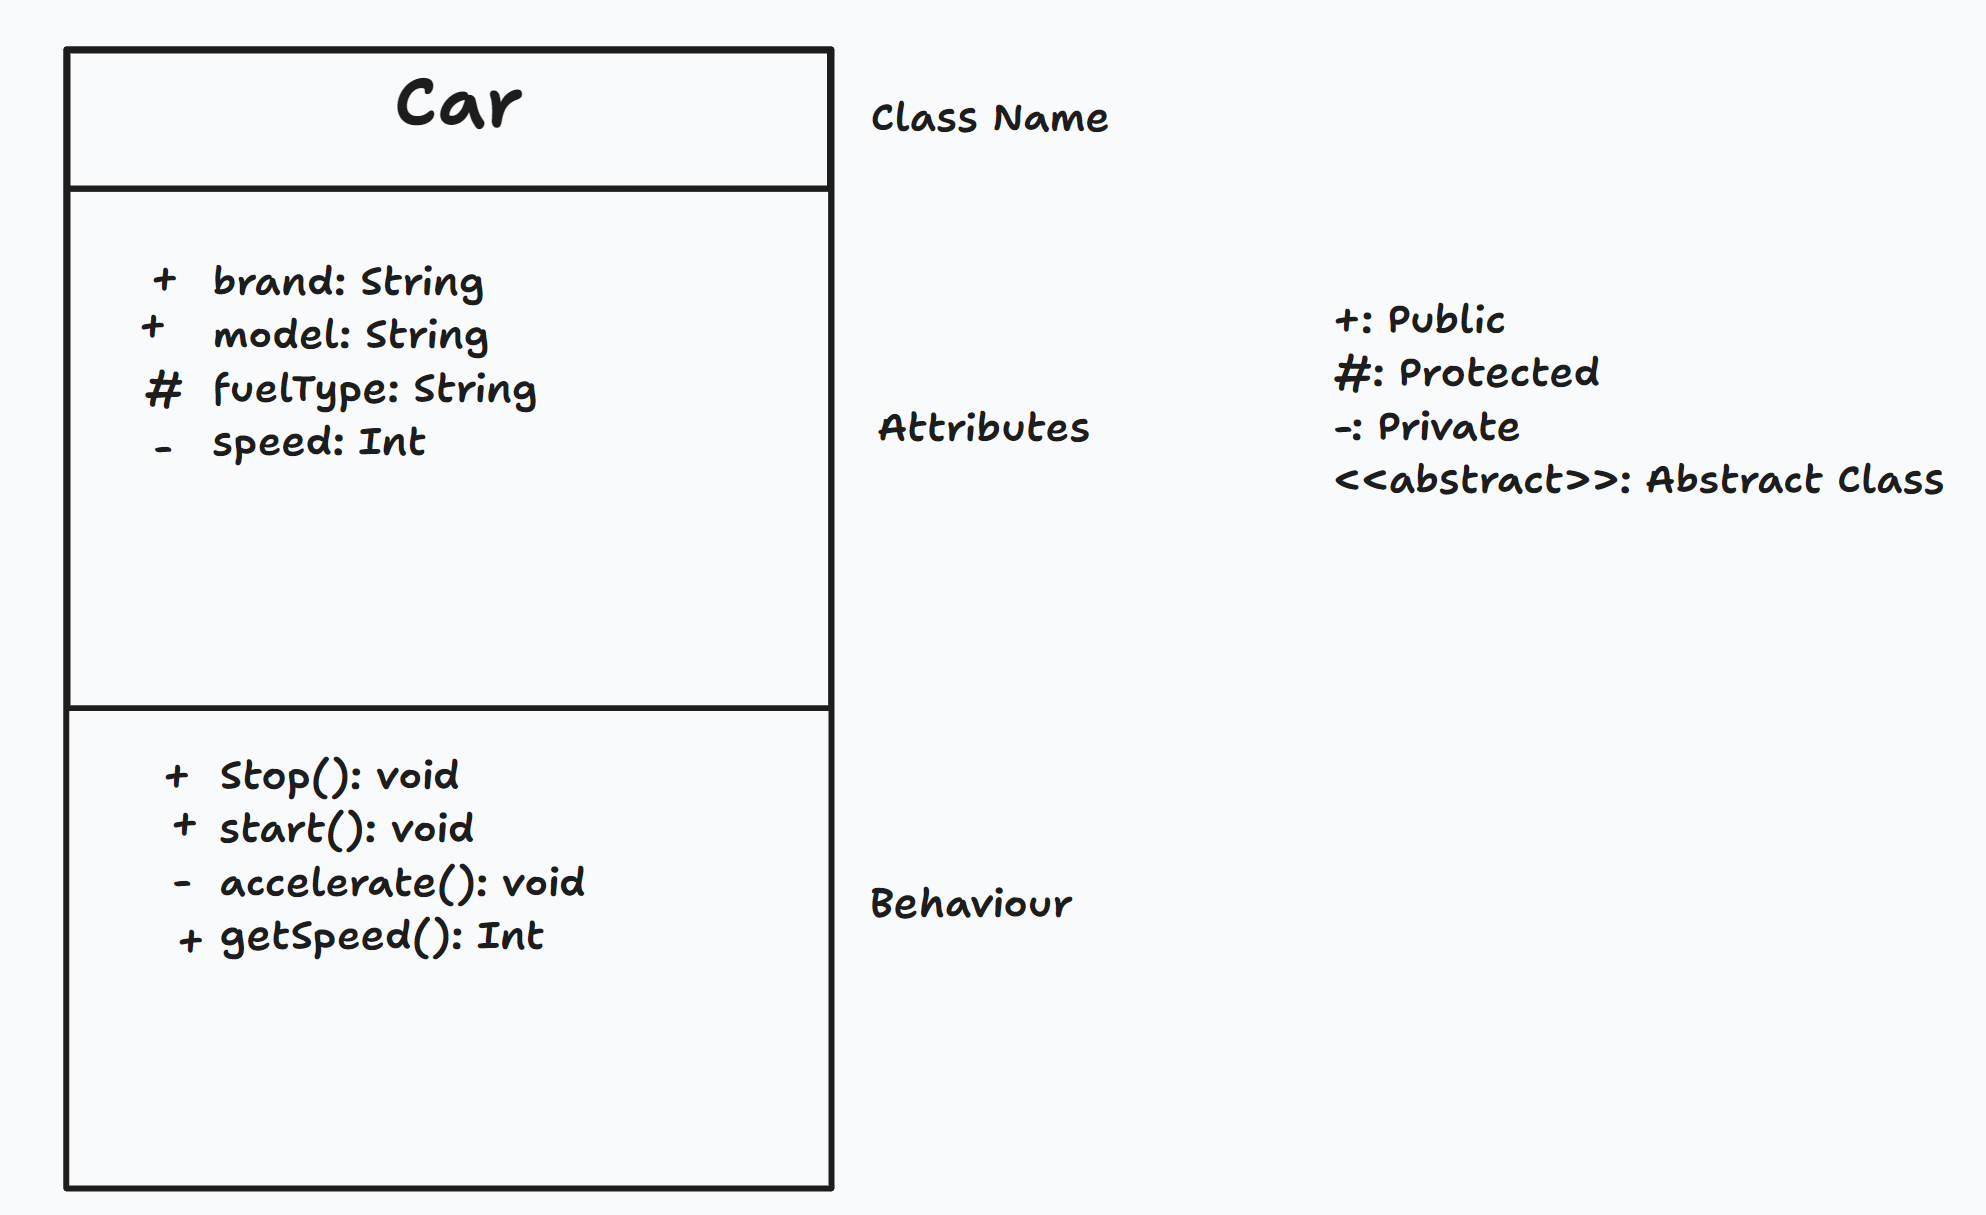 Car
Class Name
+ brand: String
+ model: String
# fuelType: String
- speed: Int
Attributes
+: Public
#: Protected
-: Private
<<abstract>>: Abstract Class
+ Stop(): void
+ start(): void
- accelerate(): void
+ getSpeed(): Int
Behaviour